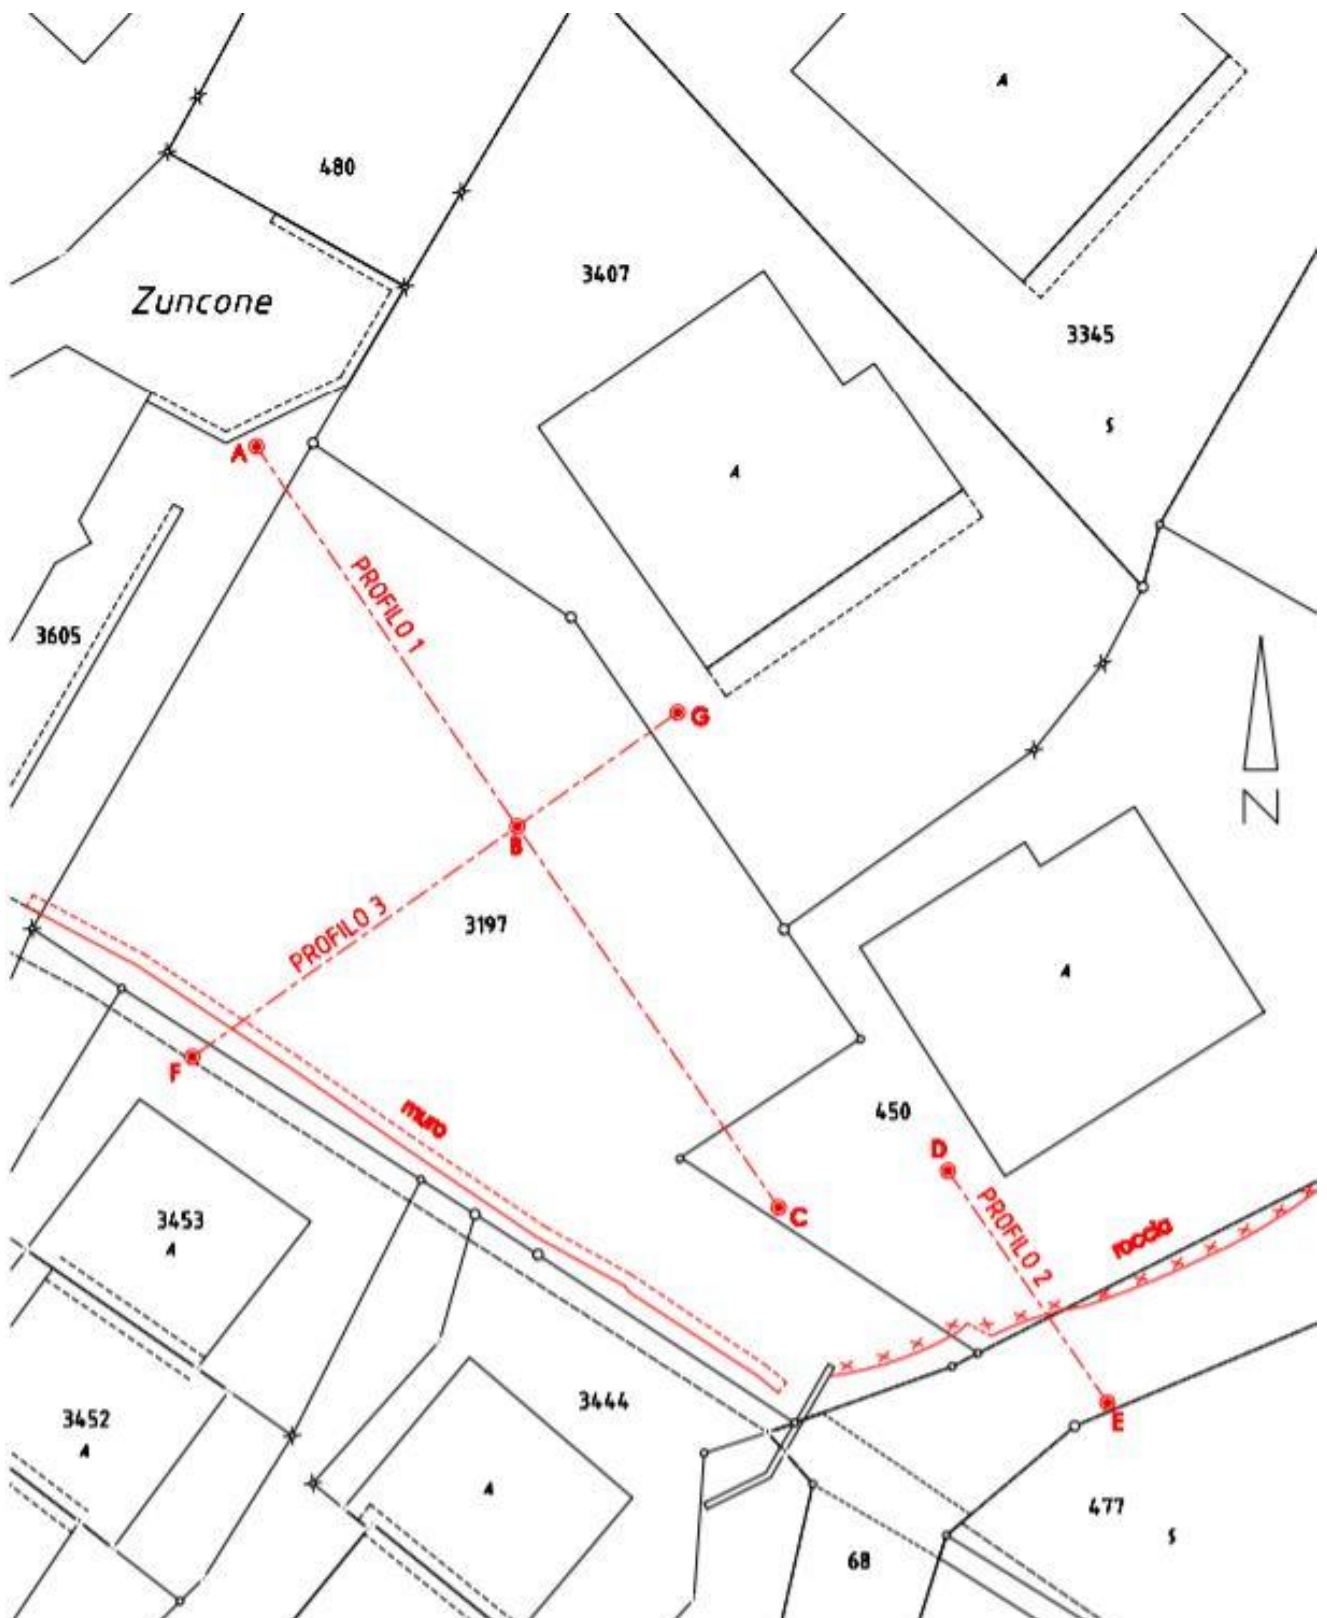 A
480
3407
Zuncone
3345
S
A
A
PROFILO 1
3605
G
N
B
PROFILO 3
3197
A
muro
F
450
D
3453
A
C
PROFILO 2
roccia
3444
3452
A
E
A
477
S
68